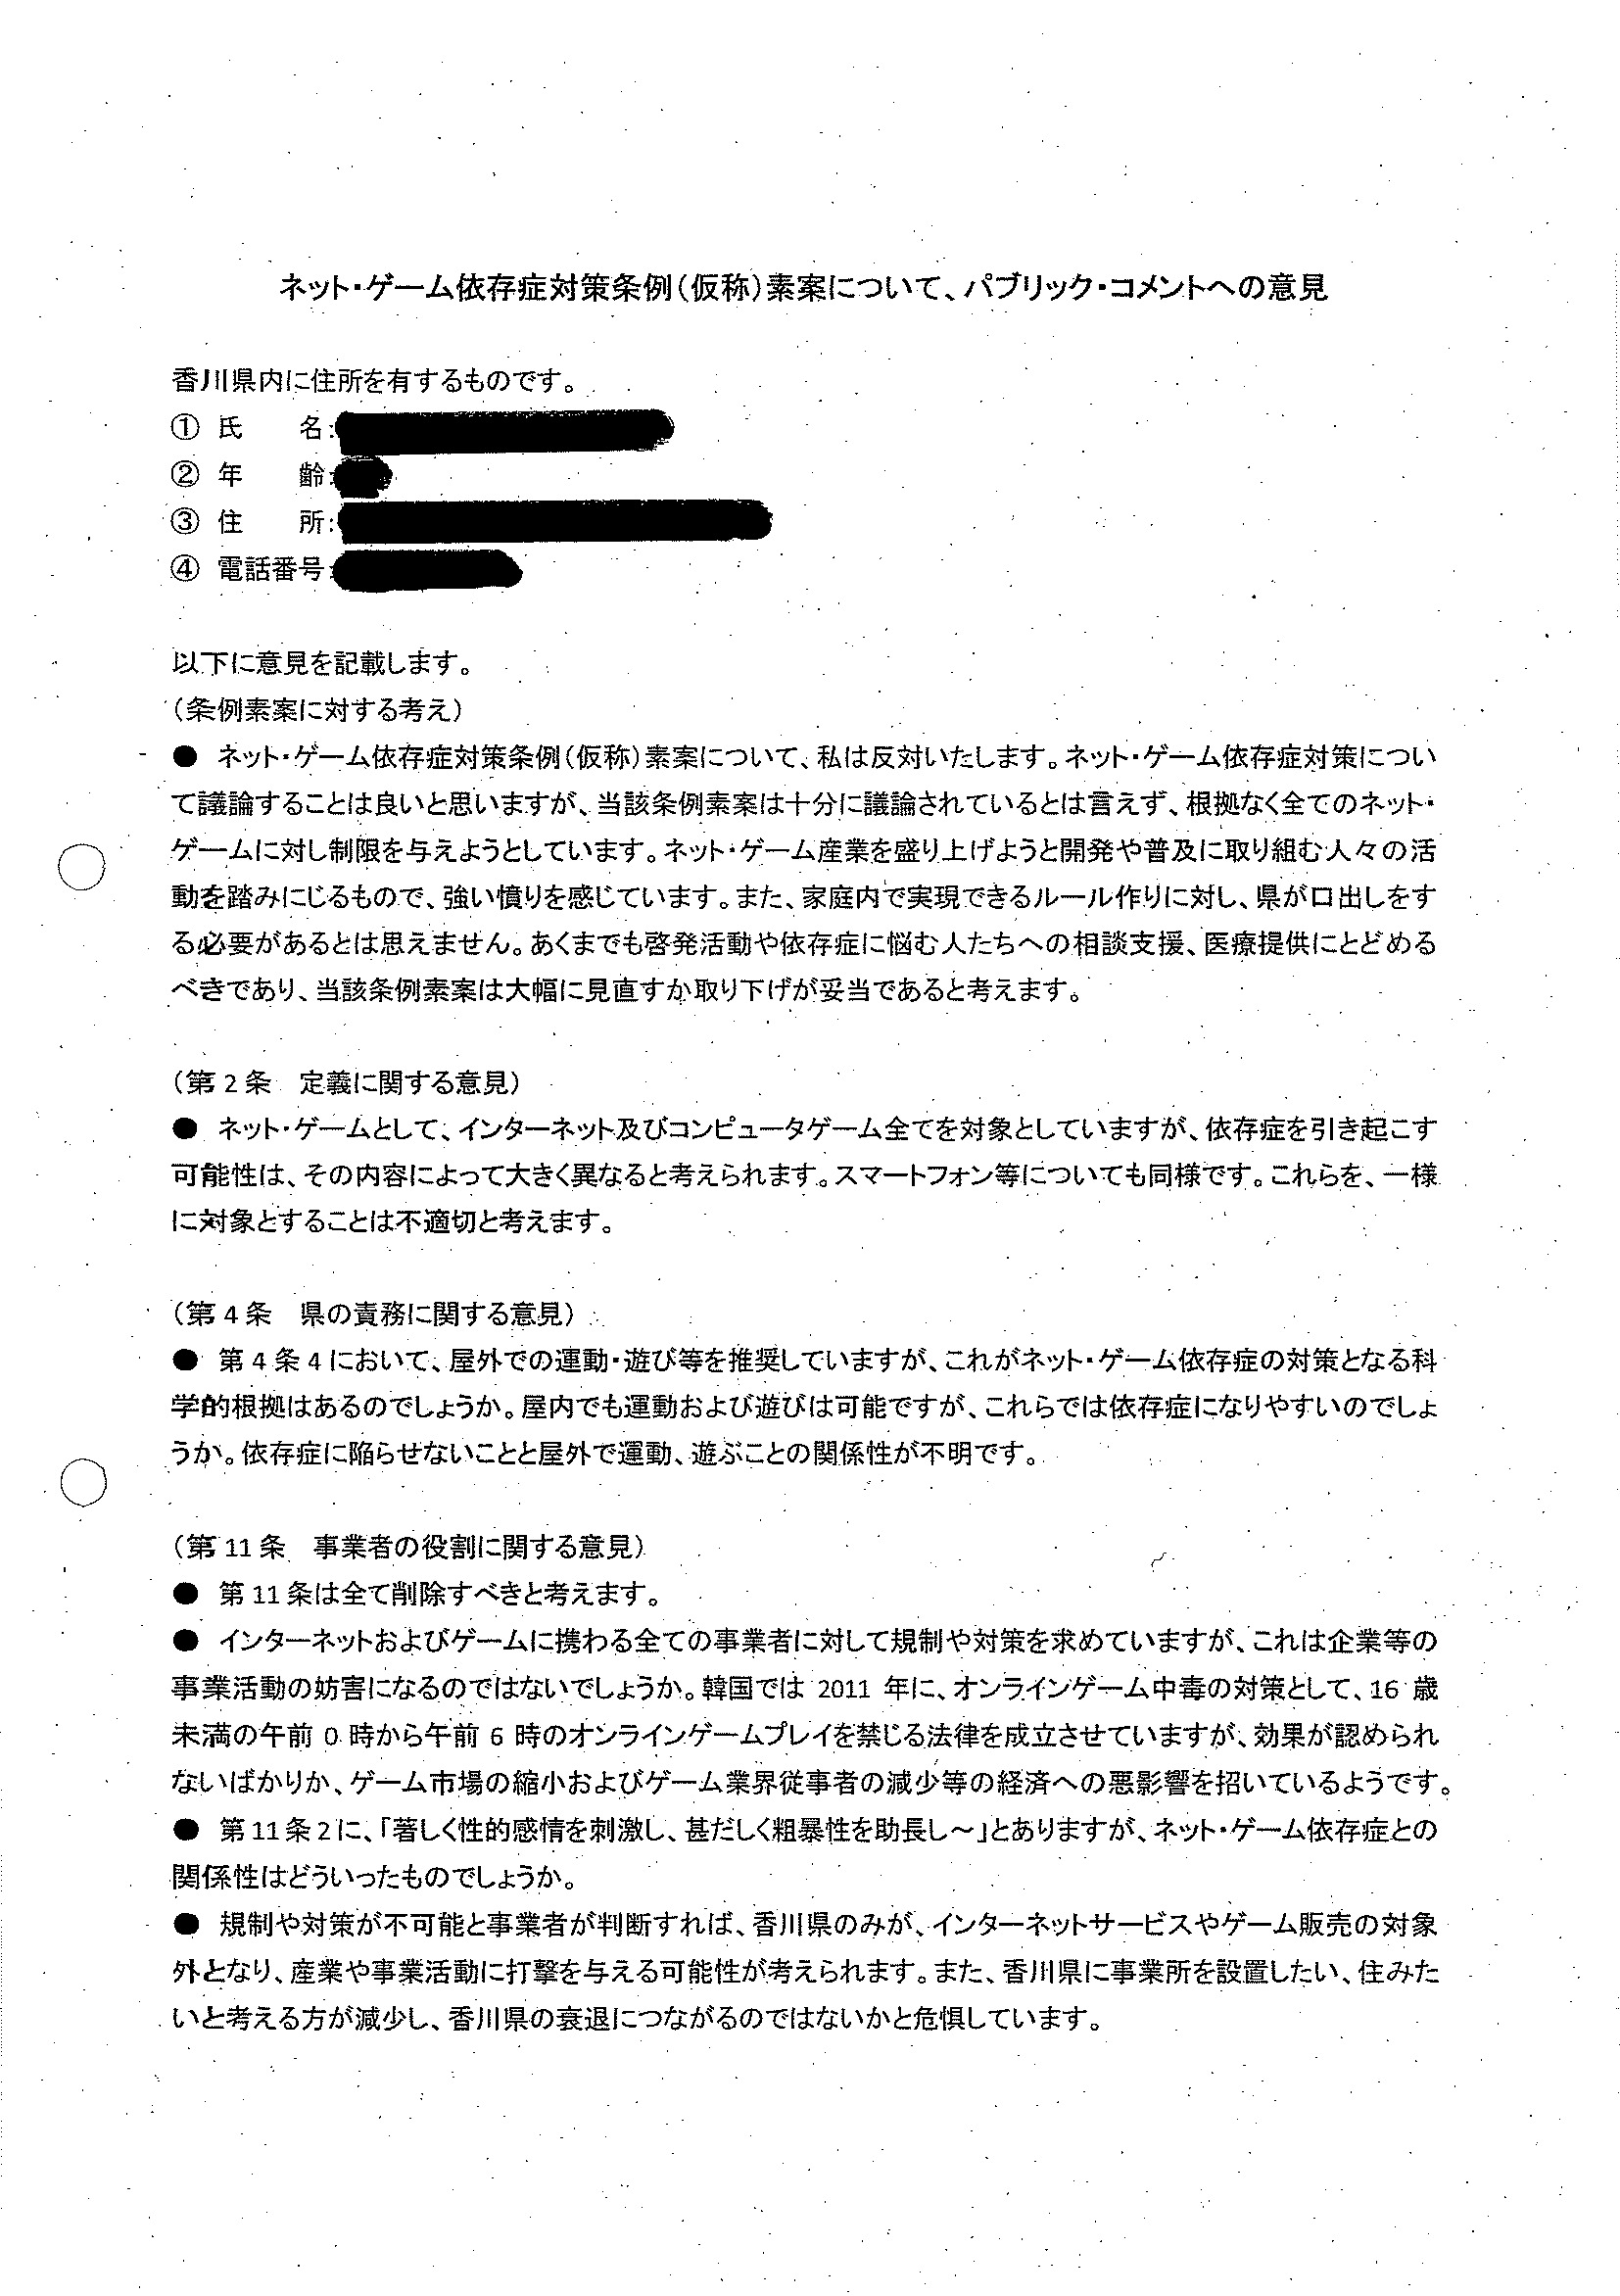 ネット・ゲーム依存症対策条例(仮称)素案について、パブリック・コメントへの意見
香川県内に住所を有するものです。
① 氏　　名:
② 年　　齢:
③ 住　　所:
④ 電話番号:
以下に意見を記載します。
(条例素案に対する考え)
● ネット・ゲーム依存症対策条例(仮称)素案について、私は反対いたします。ネット・ゲーム依存症対策につい
て議論することは良いと思いますが、当該条例素案は十分に議論されているとは言えず、根拠なく全てのネット・
ゲームに対し制限を与えようとしています。ネット・ゲーム産業を盛り上げようと開発や普及に取り組む人々の活
動を踏みにじるもので、強い憤りを感じています。また、家庭内で実現できるルール作りに対し、県が口出しをす
る必要があるとは思えません。あくまでも啓発活動や依存症に悩む人たちへの相談支援、医療提供にとどめる
べきであり、当該条例素案は大幅に見直すか取り下げが妥当であると考えます。
(第2条　定義に関する意見)
● ネット・ゲームとして、インターネット及びコンピュータゲーム全てを対象としていますが、依存症を引き起こす
可能性は、その内容によって大きく異なると考えられます。スマートフォン等についても同様です。これらを、一様
に対象とすることは不適切と考えます。
(第4条　県の責務に関する意見)
● 第4条4において、屋外での運動・遊び等を推奨していますが、これがネット・ゲーム依存症の対策となる科
学的根拠はあるのでしょうか。屋内でも運動および遊びは可能ですが、これらでは依存症になりやすいのでしょ
うか。依存症に陥らせないことと屋外で運動、遊ぶことの関係性が不明です。
(第11条　事業者の役割に関する意見)
● 第11条は全て削除すべきと考えます。
● インターネットおよびゲームに携わる全ての事業者に対して規制や対策を求めていますが、これは企業等の
事業活動の妨害になるのではないでしょうか。韓国では 2011 年に、オンラインゲーム中毒の対策として、16 歳
未満の午前 0 時から午前 6 時のオンラインゲームプレイを禁じる法律を成立させていますが、効果が認められ
ないばかりか、ゲーム市場の縮小およびゲーム業界従事者の減少等の経済への悪影響を招いているようです。
● 第11条2に、「著しく性的感情を刺激し、甚だしく粗暴性を助長し～」とありますが、ネット・ゲーム依存症との
関係性はどういったものでしょうか。
● 規制や対策が不可能と事業者が判断すれば、香川県のみが、インターネットサービスやゲーム販売の対象
外となり、産業や事業活動に打撃を与える可能性が考えられます。また、香川県に事業所を設置したい、住みた
いと考える方が減少し、香川県の衰退につながるのではないかと危惧しています。